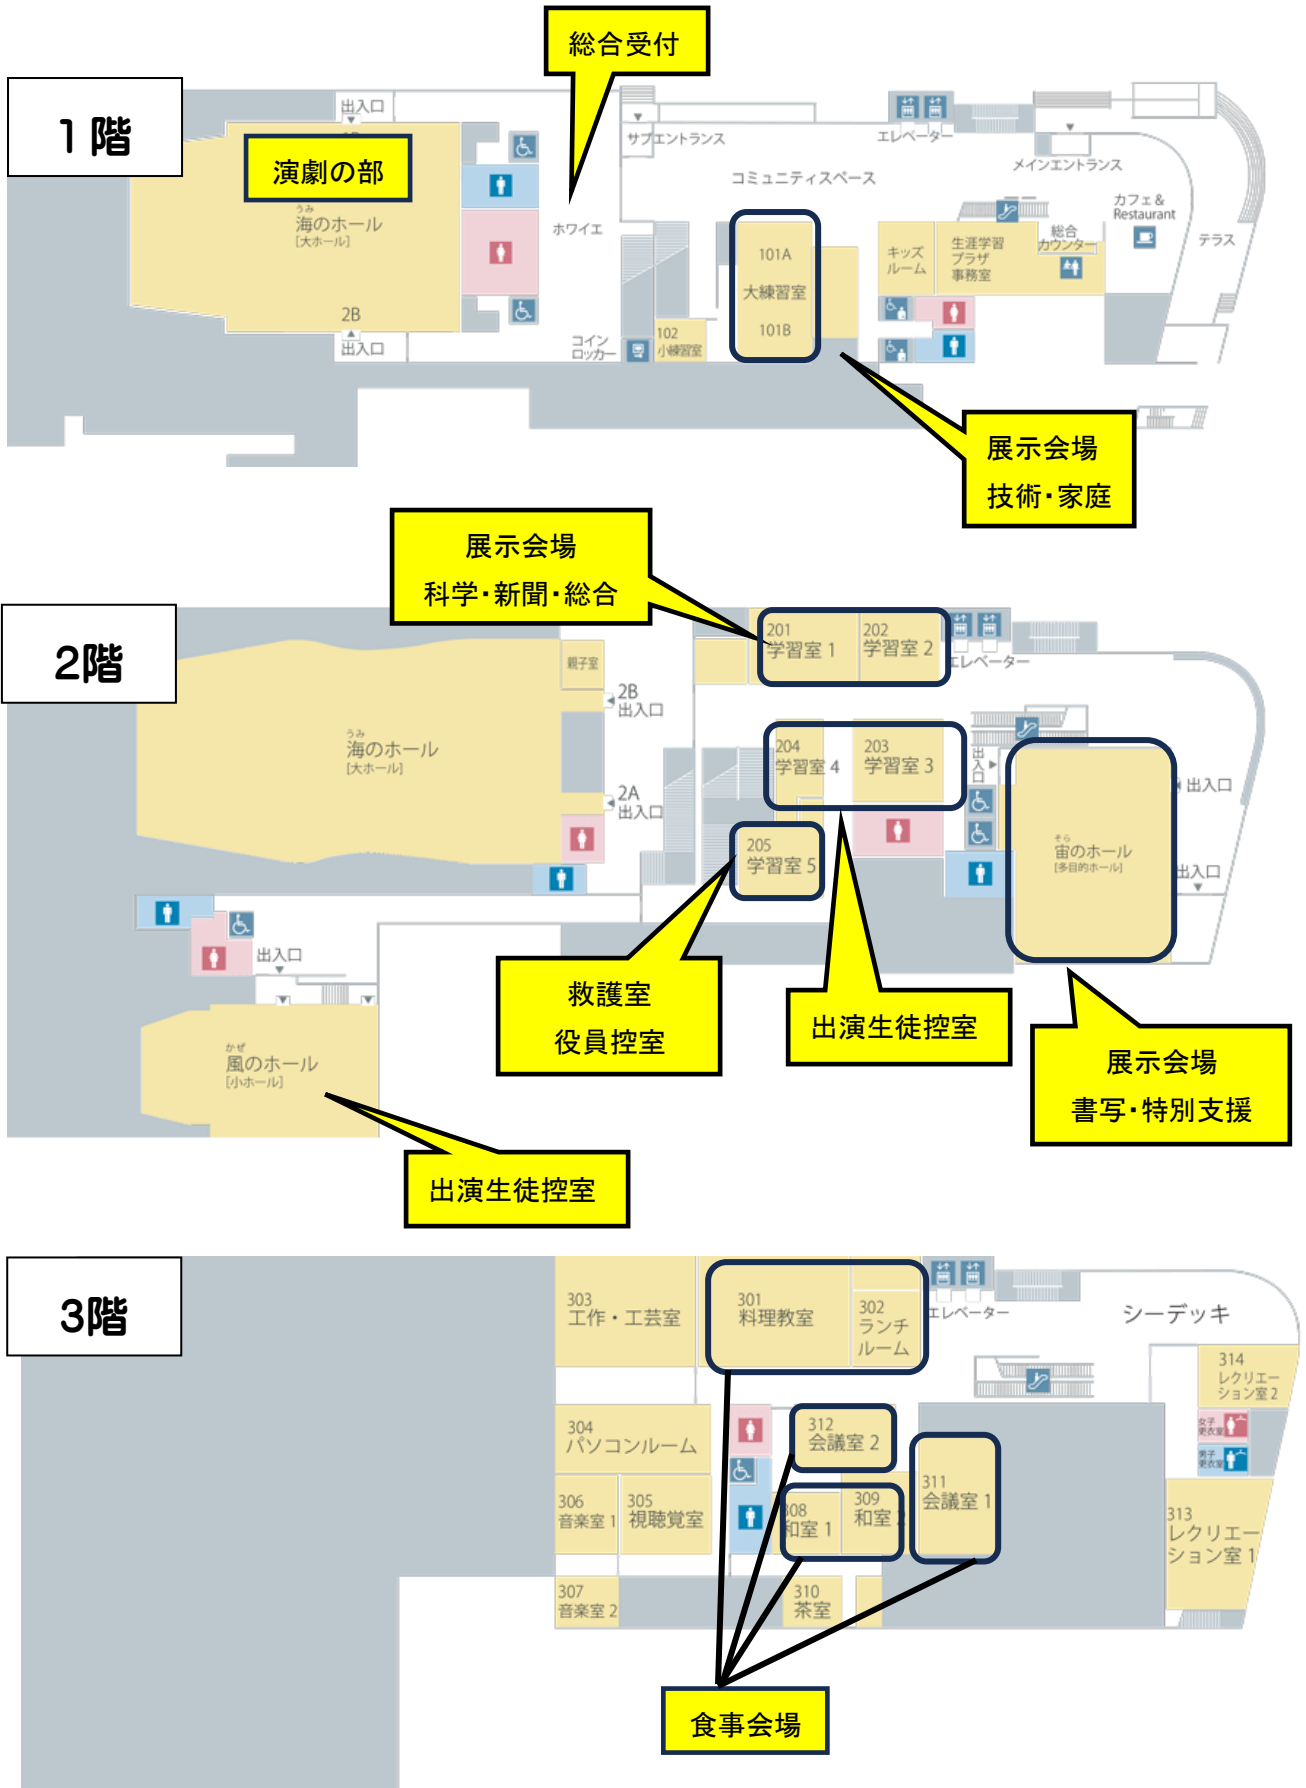 総合受付
1階
出入口
演劇の部
うみ
海のホール
[大ホール]
2B
出入口
ホワイエ
サブエントランス
コミュニティスペース
エレベーター
メインエントランス
カフェ&
Restaurant
テラス
101A
大練習室
101B
キッズ
ルーム
生涯学習
プラザ
事務室
総合
カウンター
コイン
ロッカー
102
小練習室
展示会場
技術・家庭
展示会場
科学・新聞・総合
2階
201
学習室 1
202
学習室 2
エレベーター
親子室
2B
出入口
うみ
海のホール
[大ホール]
2A
出入口
204
学習室 4
203
学習室 3
出入口
出入口
205
学習室 5
そら
宙のホール
[多目的ホール]
出入口
出入口
かぜ
風のホール
[小ホール]
救護室
役員控室
出演生徒控室
展示会場
書写・特別支援
出演生徒控室
3階
303
工作・工芸室
301
料理教室
302
ランチ
ルーム
エレベーター
シーデッキ
314
レクリエー
ション室 2
女子
更衣室
男子
更衣室
304
パソコンルーム
312
会議室 2
311
会議室 1
306
音楽室 1
305
視聴覚室
308
和室 1
309
和室 2
313
レクリエー
ション室 1
307
音楽室 2
310
茶室
食事会場